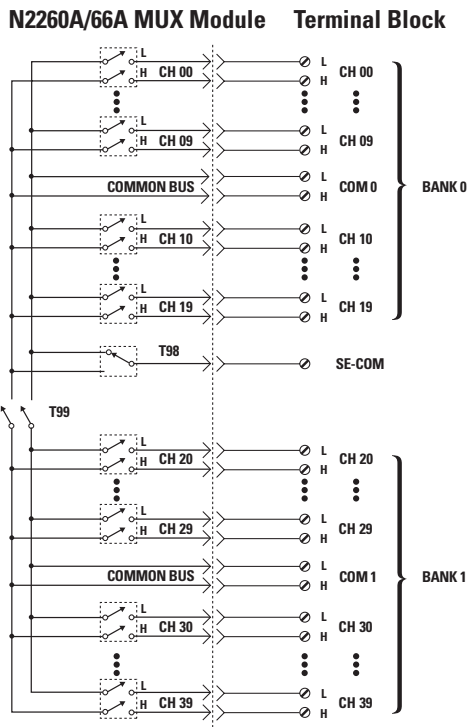 N2260A/66A MUX Module Terminal Block
L L
H CH 00 H CH 00
L L
H CH 09 H CH 09
L
COMMON BUS H COM 0 BANK 0
L L
H CH 10 H CH 10
L L
H CH 19 H CH 19
T98 SE-COM
T99
L L
H CH 20 H CH 20
L L
H CH 29 H CH 29
L
COMMON BUS H COM 1 BANK 1
L L
H CH 30 H CH 30
L L
H CH 39 H CH 39